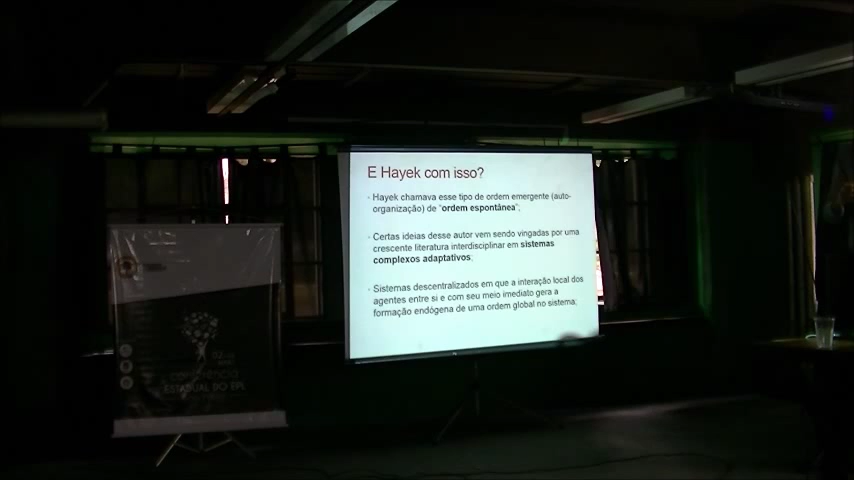 E Hayek com isso?
• Hayek chamava esse tipo de ordem emergente (auto-
organização) de "ordem espontânea";
• Certas ideias desse autor vem sendo vingadas por uma
crescente literatura interdisciplinar em sistemas
complexos adaptativos;
• Sistemas descentralizados em que a interação local dos
agentes entre si e com seu meio imediato gera a
formação endógena de uma ordem global no sistema;
conferência
ESTADUAL DO EPL